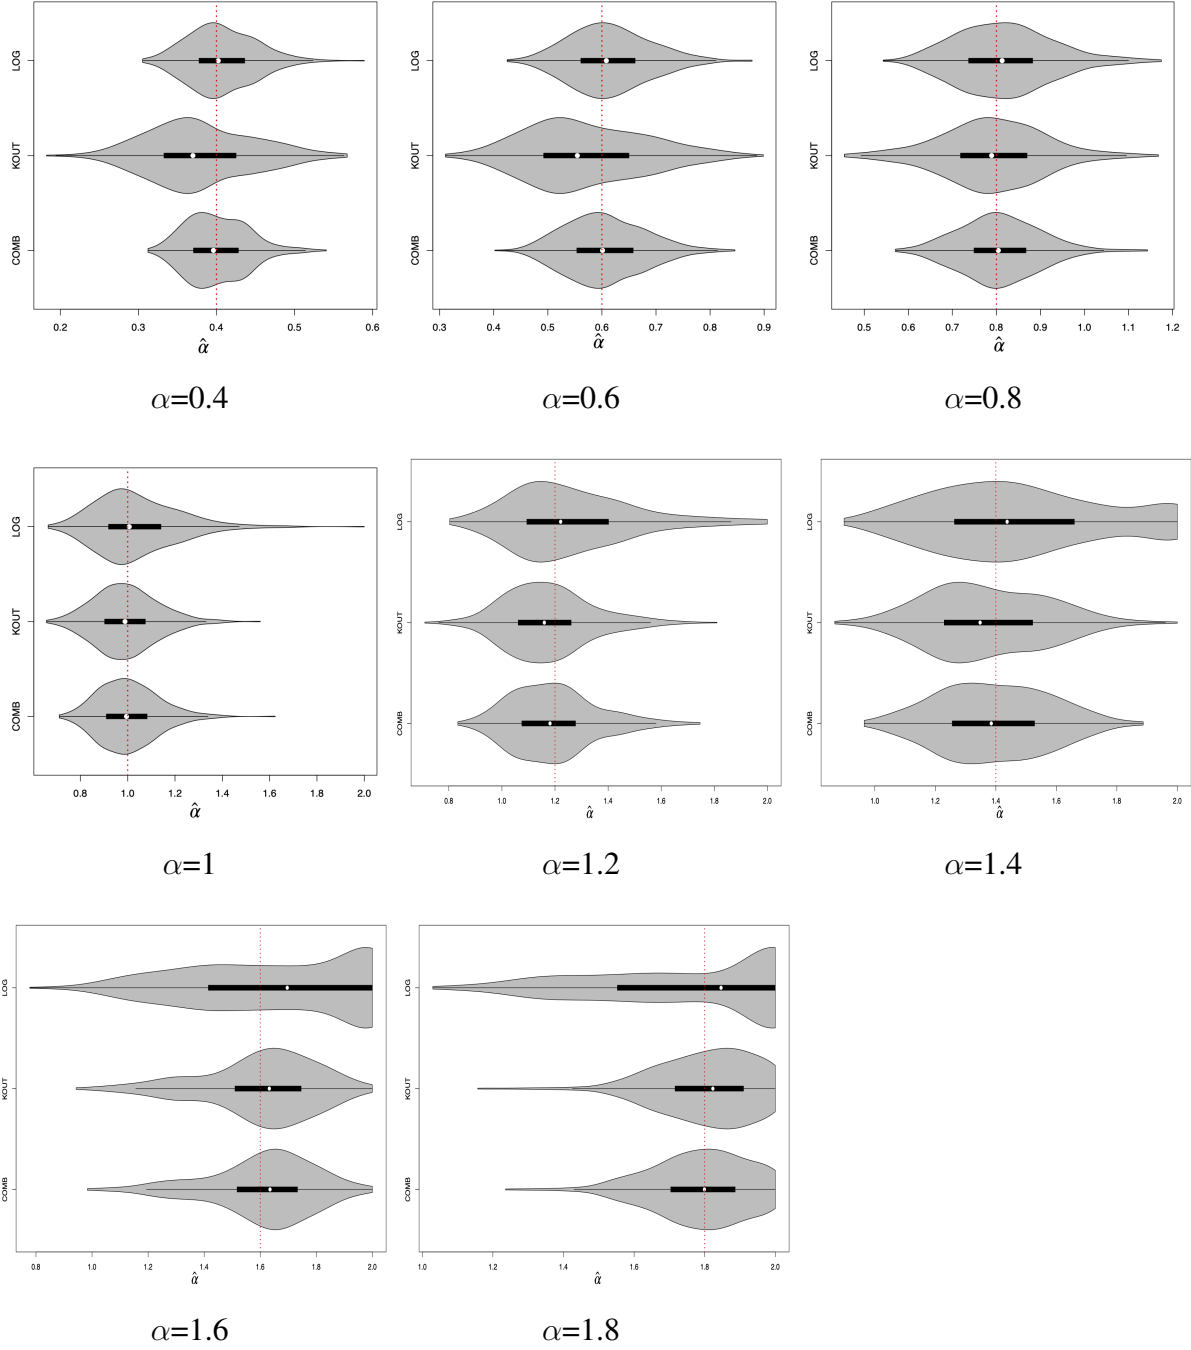 LOG
KOUT
COMB
0.2 0.3 0.4 0.5 0.6
α̂
α=0.4
LOG
KOUT
COMB
0.3 0.4 0.5 0.6 0.7 0.8 0.9
α̂
α=0.6
LOG
KOUT
COMB
0.5 0.6 0.7 0.8 0.9 1.0 1.1 1.2
α̂
α=0.8
LOG
KOUT
COMB
0.8 1.0 1.2 1.4 1.6 1.8 2.0
α̂
α=1
LOG
KOUT
COMB
0.8 1.0 1.2 1.4 1.6 1.8 2.0
α̂
α=1.2
LOG
KOUT
COMB
1.0 1.2 1.4 1.6 1.8 2.0
α̂
α=1.4
LOG
KOUT
COMB
0.8 1.0 1.2 1.4 1.6 1.8 2.0
α̂
α=1.6
LOG
KOUT
COMB
1.0 1.2 1.4 1.6 1.8 2.0
α̂
α=1.8